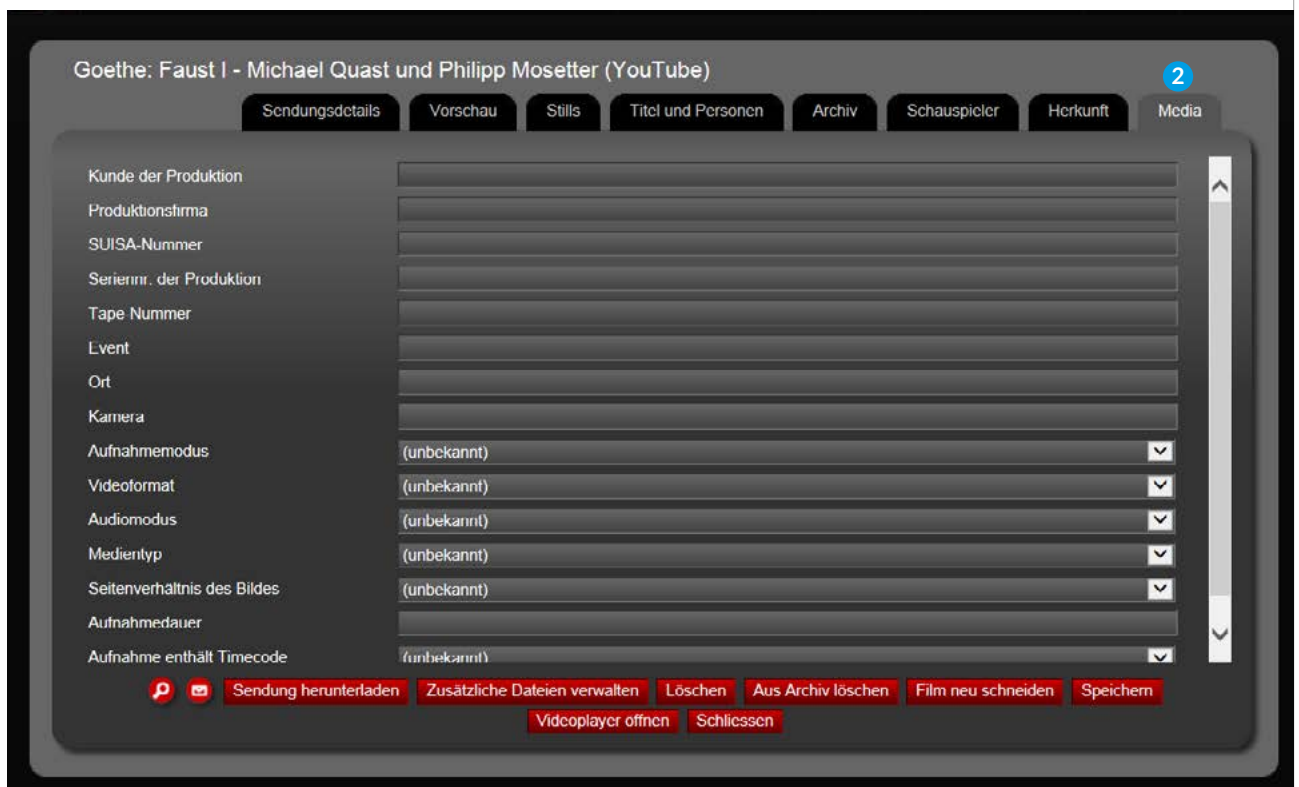 Goethe: Faust I - Michael Quast und Philipp Mosetter (YouTube)
2
Sendungsdetails Vorschau Stills Titel und Personen Archiv Schauspieler Herkunft Media
Kunde der Produktion
Produktionsfirma
SUISA-Nummer
Seriennr. der Produktion
Tape Nummer
Event
Ort
Kamera
Aufnahmemodus (unbekannt)
Videoformat (unbekannt)
Audiomodus (unbekannt)
Medientyp (unbekannt)
Seitenverhältnis des Bildes (unbekannt)
Aufnahmedauer
Aufnahme enthält Timecode (unbekannt)
Sendung herunterladen Zusätzliche Dateien verwalten Löschen Aus Archiv löschen Film neu schneiden Speichern
Videoplayer öffnen Schliessen